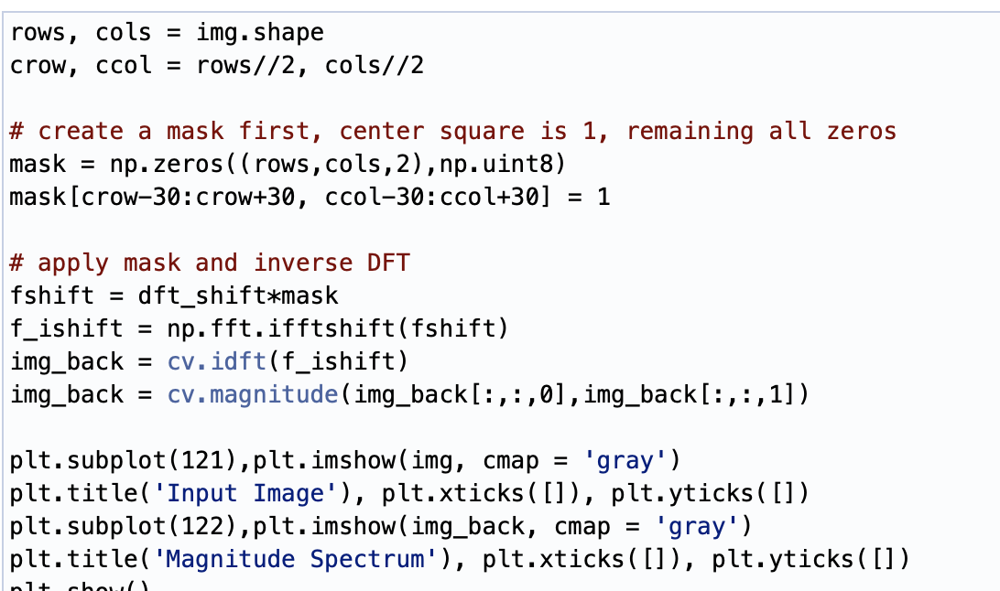 rows, cols = img.shape
crow, ccol = rows//2, cols//2
# create a mask first, center square is 1, remaining all zeros
mask = np.zeros((rows,cols,2),np.uint8)
mask[crow-30:crow+30, ccol-30:ccol+30] = 1
# apply mask and inverse DFT
fshift = dft_shift*mask
f_ishift = np.fft.ifftshift(fshift)
img_back = cv.idft(f_ishift)
img_back = cv.magnitude(img_back[:,:,0],img_back[:,:,1])
plt.subplot(121),plt.imshow(img, cmap = 'gray')
plt.title('Input Image'), plt.xticks([]), plt.yticks([])
plt.subplot(122),plt.imshow(img_back, cmap = 'gray')
plt.title('Magnitude Spectrum'), plt.xticks([]), plt.yticks([])
plt.show()